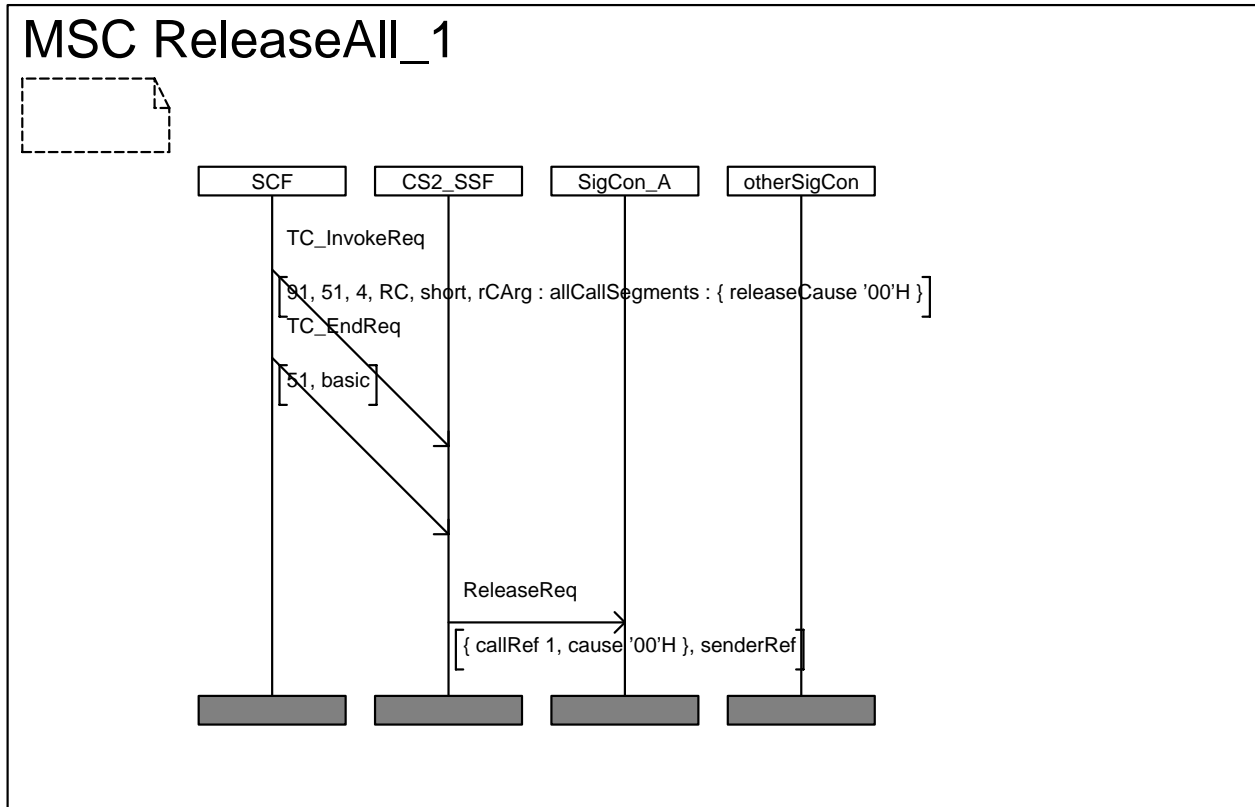 MSC ReleaseAll_1
SCF
CS2_SSF
SigCon_A
otherSigCon
TC_InvokeReq
91, 51, 4, RC, short, rCArg : allCallSegments : { releaseCause '00'H }
TC_EndReq
51, basic
ReleaseReq
{ callRef 1, cause '00'H }, senderRef